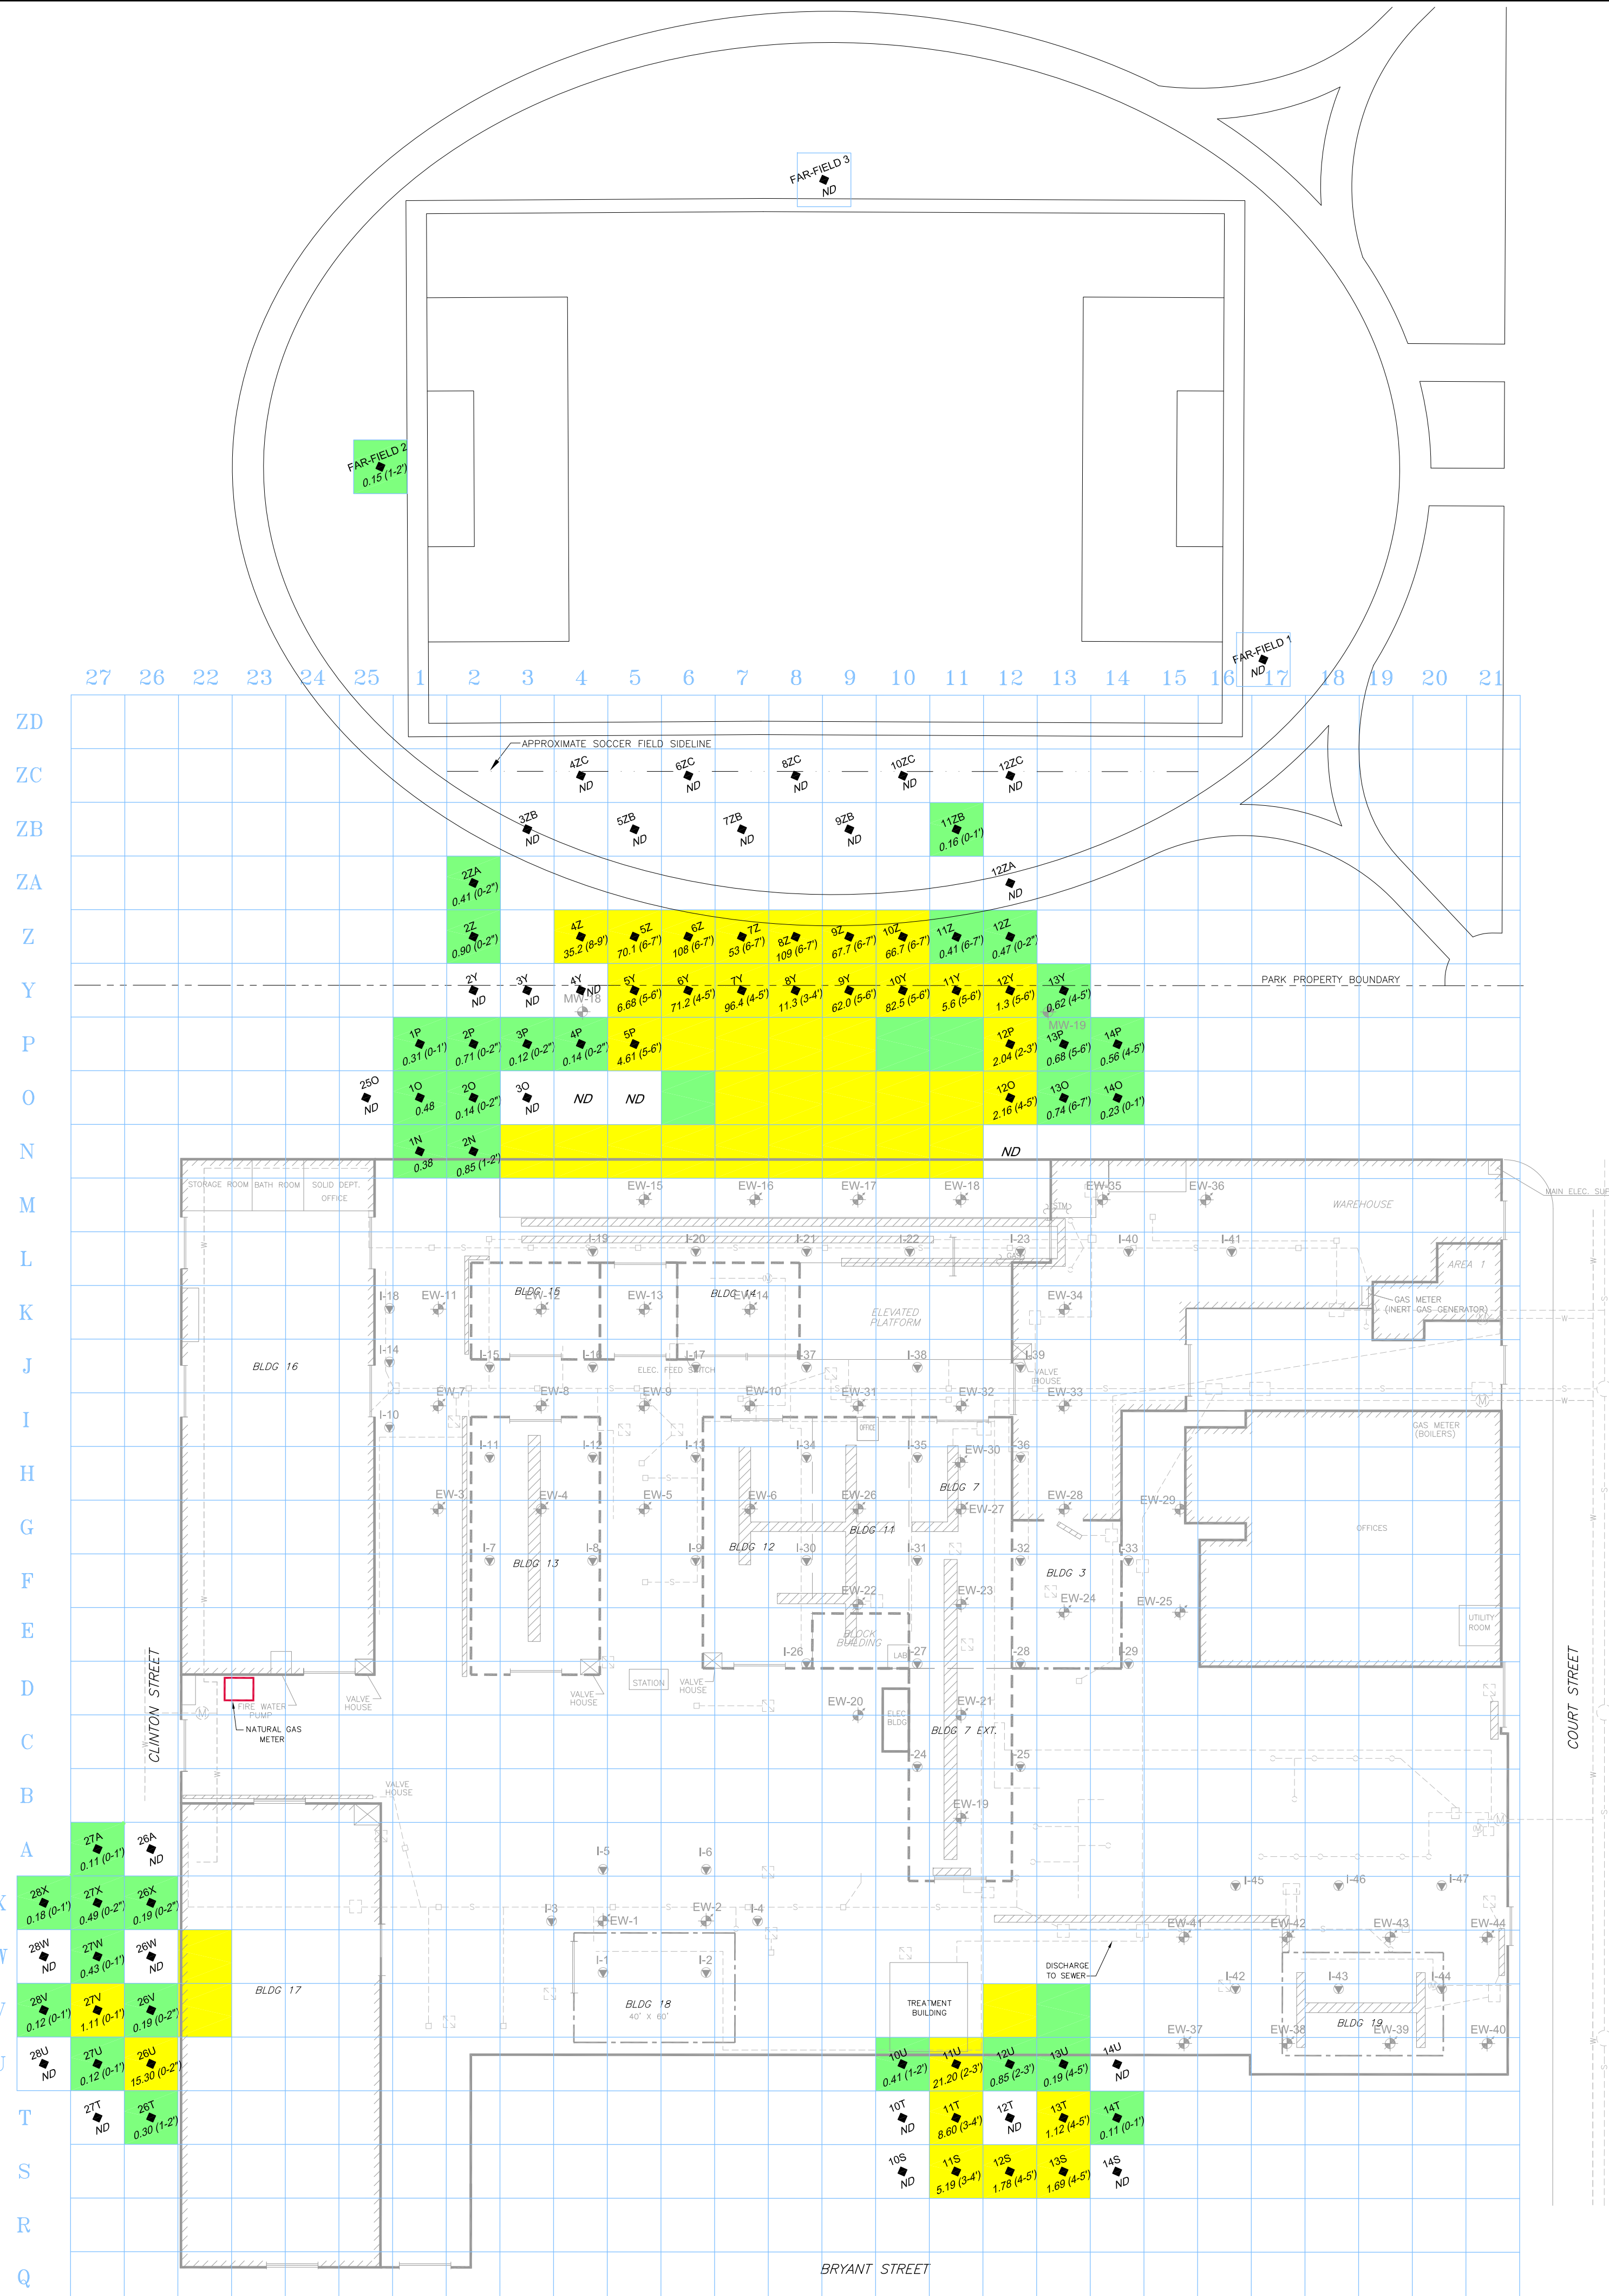 FAR-FIELD 3
ND
FAR-FIELD 2
0.15 (1-2')
FAR-FIELD 1
ND
27 26 22 23 24 25 1 2 3 4 5 6 7 8 9 10 11 12 13 14 15 16 17 18 19 20 21
ZD
APPROXIMATE SOCCER FIELD SIDELINE
ZC
4ZC
ND
6ZC
ND
8ZC
ND
10ZC
ND
12ZC
ND
ZB
3ZB
ND
5ZB
ND
7ZB
ND
9ZB
ND
11ZB
0.16 (0-1')
ZA
2ZA
0.41 (0-2")
12ZA
ND
Z
2Z
0.90 (0-2")
4Z
35.2 (8-9')
5Z
70.1 (6-7')
6Z
108 (6-7')
7Z
53 (6-7')
8Z
109 (6-7')
9Z
67.7 (6-7')
10Z
66.7 (6-7')
11Z
0.41 (6-7')
12Z
0.47 (0-2")
Y
2Y
ND
3Y
ND
4Y
ND
MW-18
5Y
6.68 (5-6')
6Y
71.2 (4-5')
7Y
96.4 (4-5')
8Y
11.3 (3-4')
9Y
62.0 (5-6')
10Y
82.5 (5-6')
11Y
5.6 (5-6')
12Y
1.3 (5-6')
13Y
0.62 (4-5')
MW-19
PARK PROPERTY BOUNDARY
P
1P
0.31 (0-1')
2P
0.71 (0-2")
3P
0.12 (0-2")
4P
0.14 (0-2")
5P
4.61 (5-6')
12P
2.04 (2-3')
13P
0.68 (5-6')
14P
0.56 (4-5')
O
25O
ND
1O
0.48
2O
0.14 (0-2")
3O
ND
ND
ND
12O
2.16 (4-5')
13O
0.74 (6-7')
14O
0.23 (0-1')
N
1N
0.38
2N
0.85 (1-2')
ND
STORAGE ROOM
BATH ROOM
SOLID DEPT.
OFFICE
M
EW-15
EW-16
EW-17
EW-18
EW-35
EW-36
STM
WAREHOUSE
MAIN ELEC. SUP
L
I-19
I-20
I-21
I-22
I-23
GAS
I-40
I-41
AREA 1
K
I-18
EW-11
BLDG 15
EW-12
EW-13
BLDG 14
EW-14
ELEVATED
PLATFORM
EW-34
GAS METER
(INERT GAS GENERATOR)
J
BLDG 16
I-14
I-15
I-16
ELEC. FEED SWITCH
I-17
I-37
I-38
I-39
VALVE
HOUSE
I
I-10
EW-7
EW-8
EW-9
EW-10
EW-31
OFFICE
EW-32
EW-33
GAS METER
(BOILERS)
H
I-11
I-12
I-13
I-34
I-35
EW-30
I-36
BLDG 7
EW-3
EW-4
EW-5
EW-6
EW-26
EW-27
EW-28
EW-29
G
BLDG 11
OFFICES
I-7
BLDG 13
I-8
I-9
BLDG 12
I-30
I-31
I-32
BLDG 3
I-33
F
EW-22
EW-23
EW-24
EW-25
E
BLOCK
BUILDING
LAB
UTILITY
ROOM
I-26
I-27
I-28
I-29
CLINTON STREET
COURT STREET
D
FIRE WATER
PUMP
VALVE
HOUSE
VALVE
HOUSE
STATION
VALVE
HOUSE
EW-20
ELEC
BLDG
EW-21
NATURAL GAS
METER
C
BLDG 7 EXT.
I-24
I-25
B
VALVE
HOUSE
EW-19
A
27A
0.11 (0-1')
26A
ND
I-5
I-6
X
28X
0.18 (0-1')
27X
0.49 (0-2")
26X
0.19 (0-2")
I-3
EW-1
EW-2
I-4
I-45
I-46
I-47
EW-41
EW-42
EW-43
EW-44
W
28W
ND
27W
0.43 (0-1')
26W
ND
BLDG 17
I-1
I-2
DISCHARGE
TO SEWER
I-42
I-43
I-44
V
28V
0.12 (0-1')
27V
1.11 (0-1')
26V
0.19 (0-2")
BLDG 18
40' X 60'
TREATMENT
BUILDING
BLDG 19
EW-37
EW-38
EW-39
EW-40
U
28U
ND
27U
0.12 (0-1')
26U
15.30 (0-2")
10U
0.41 (1-2')
11U
21.20 (2-3')
12U
0.85 (2-3')
13U
0.19 (4-5')
14U
ND
T
27T
ND
26T
0.30 (1-2')
10T
ND
11T
8.60 (3-4')
12T
ND
13T
1.12 (4-5')
14T
0.11 (0-1')
S
10S
ND
11S
5.19 (3-4')
12S
1.78 (4-5')
13S
1.69 (4-5')
14S
ND
R
Q
BRYANT STREET